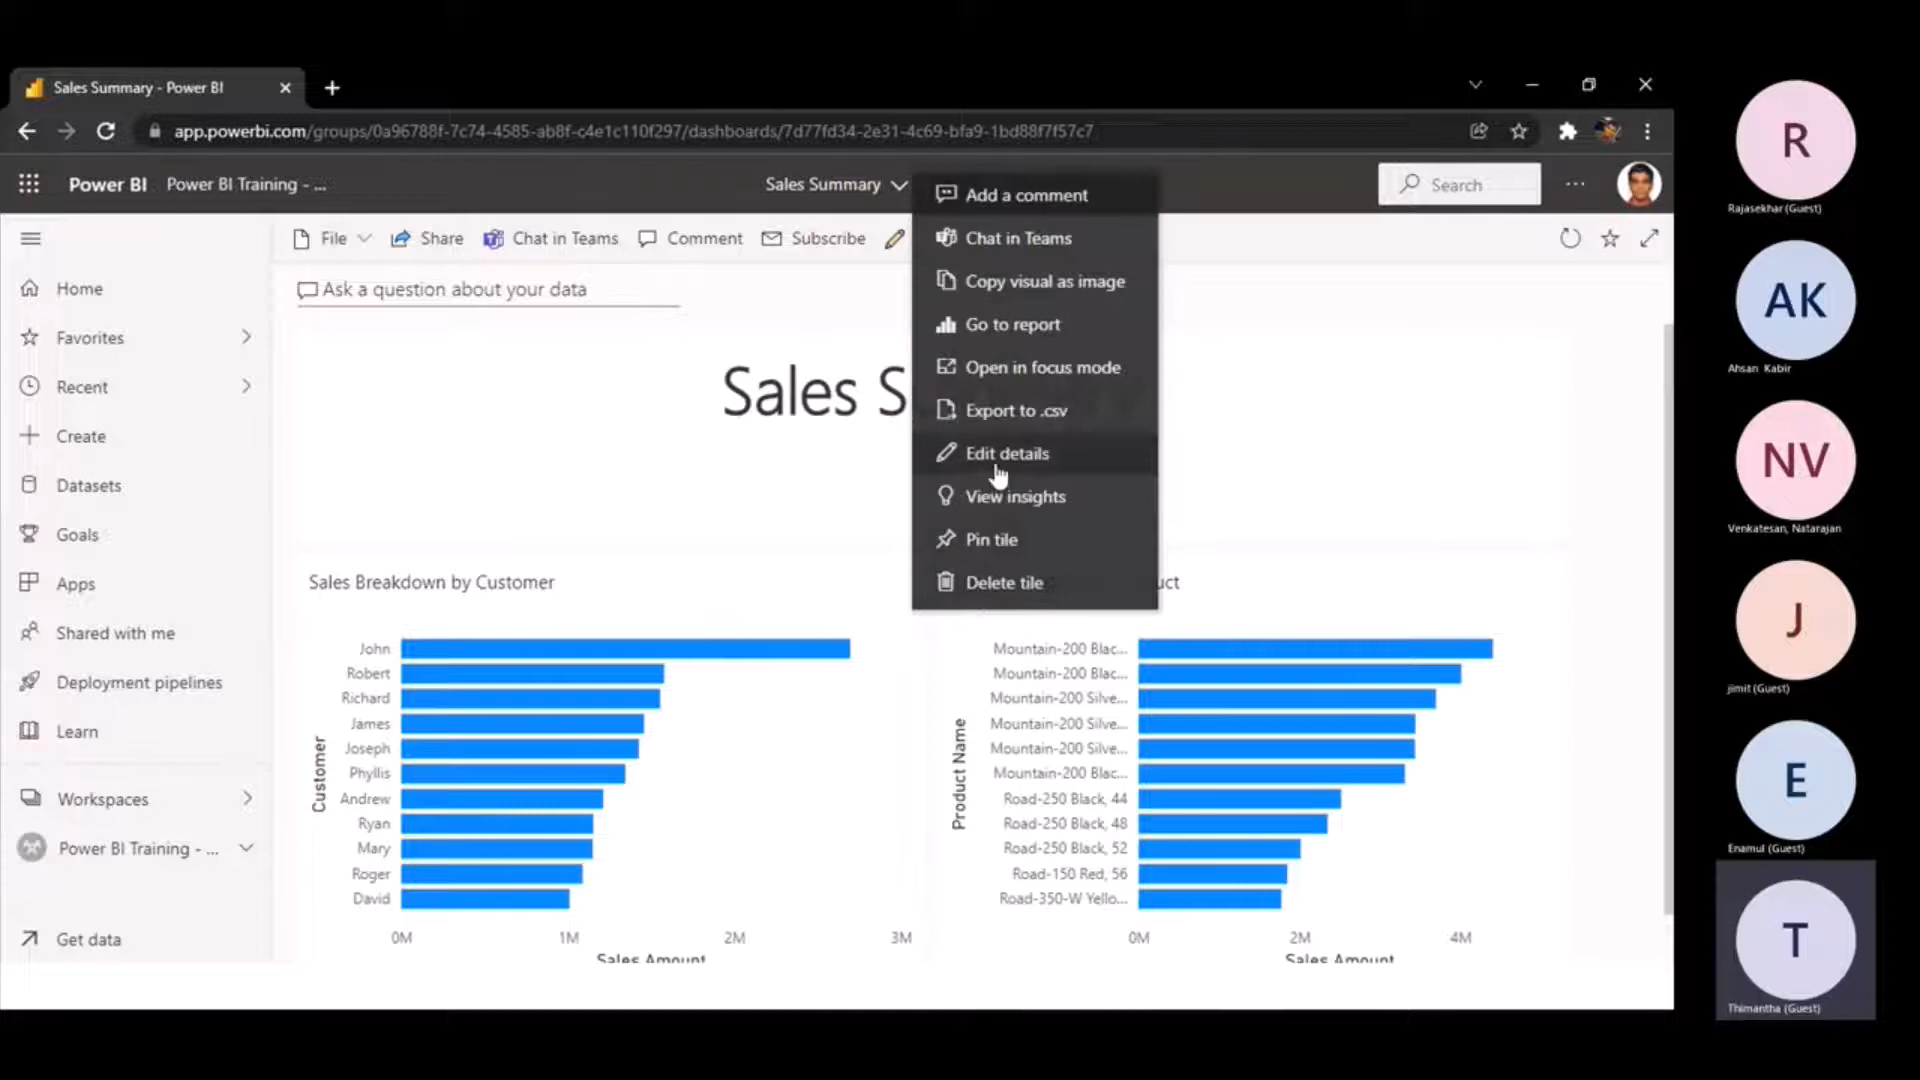 Sales Summary - Power BI
app.powerbi.com/groups/0a96788f-7c74-4585-ab8f-c4e1c110f297/dashboards/7d77fd34-2e31-4c69-bfa9-1bd88f7f57c7
Power BI Power BI Training - ... Sales Summary Search
File Share Chat in Teams Comment Subscribe
Ask a question about your data
Home
Favorites
Recent
Create
Datasets
Goals
Apps
Shared with me
Deployment pipelines
Learn
Workspaces
Power BI Training - ...
Get data
Add a comment
Chat in Teams
Copy visual as image
Go to report
Open in focus mode
Export to .csv
Edit details
View insights
Pin tile
Delete tile
Sales S
Sales Breakdown by Customer
Customer
John
Robert
Richard
James
Joseph
Phyllis
Andrew
Ryan
Mary
Roger
David
0M 1M 2M 3M
Sales Amount
uct
Product Name
Mountain-200 Blac...
Mountain-200 Blac...
Mountain-200 Silve...
Mountain-200 Silve...
Mountain-200 Silve...
Mountain-200 Blac...
Road-250 Black, 44
Road-250 Black, 48
Road-250 Black, 52
Road-150 Red, 56
Road-350-W Yello...
0M 2M 4M
Sales Amount
R
Rajasekhar (Guest)
AK
Ahsan Kabir
NV
Venkatesan, Natarajan
J
jimit (Guest)
E
Enamul (Guest)
T
Thimantha (Guest)